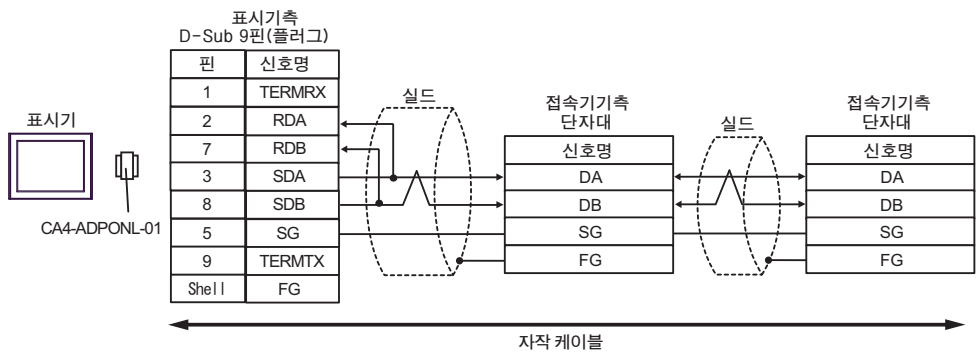 표시기측
D-Sub 9핀(플러그)
핀 신호명
1 TERMRX
2 RDA
7 RDB
3 SDA
8 SDB
5 SG
9 TERMTX
Shell FG
표시기
CA4-ADPONL-01
실드
접속기기측
단자대
신호명
DA
DB
SG
FG
실드
접속기기측
단자대
신호명
DA
DB
SG
FG
자작 케이블